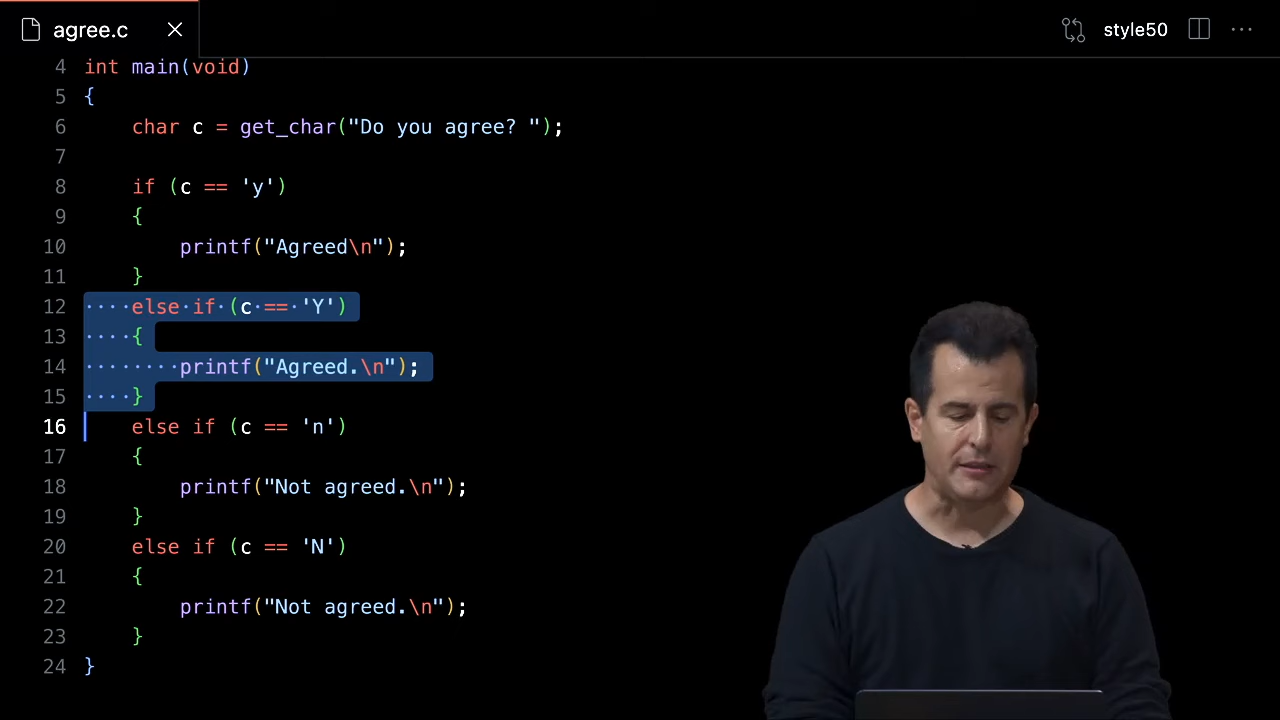 agree.c
style50
4 int main(void)
5 {
6     char c = get_char("Do you agree? ");
7
8     if (c == 'y')
9     {
10         printf("Agreed\n");
11     }
12 ····else·if·(c·==·'Y')
13 ····{
14 ········printf("Agreed.\n");
15 ····}
16     else if (c == 'n')
17     {
18         printf("Not agreed.\n");
19     }
20     else if (c == 'N')
21     {
22         printf("Not agreed.\n");
23     }
24 }